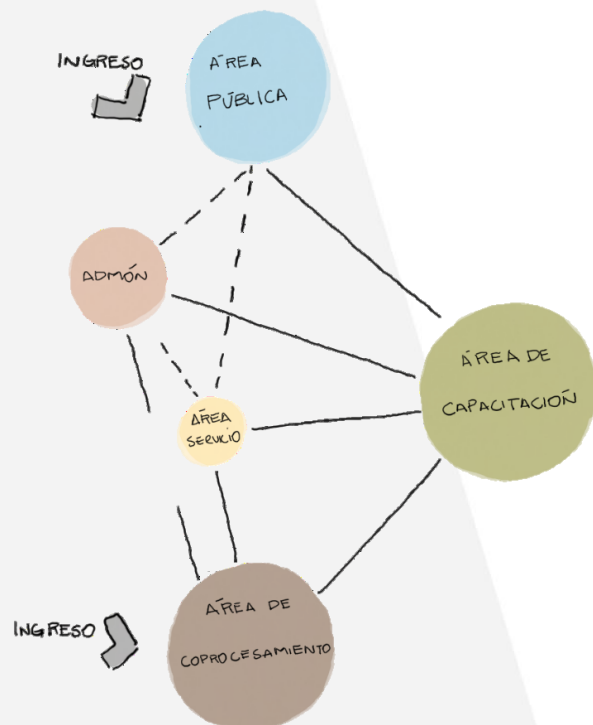 INGRESO
ÁREA
PÚBLICA
ADMÓN
ÁREA DE
CAPACITACIÓN
ÁREA
SERVICIO
ÁREA DE
COPROCESAMIENTO
INGRESO